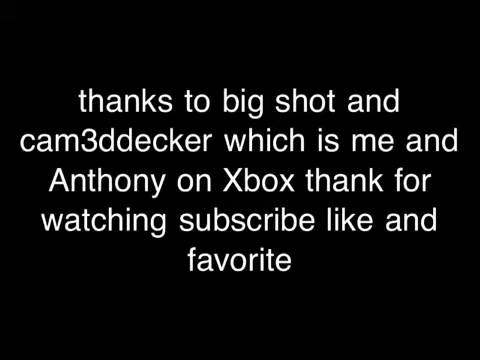 thanks to big shot and
cam3ddecker which is me and
Anthony on Xbox thank for
watching subscribe like and
favorite